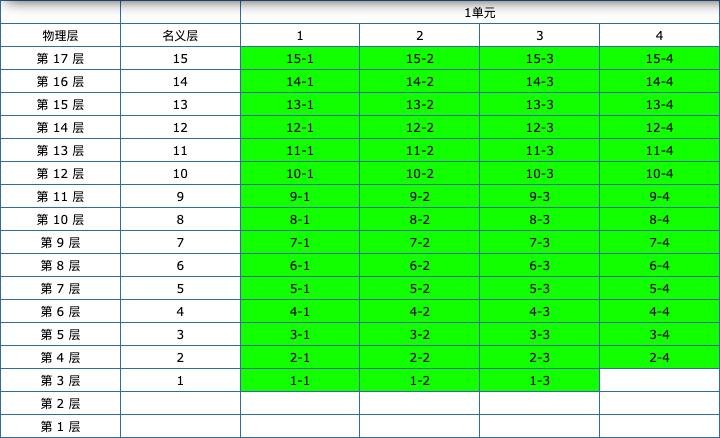 1单元
物理层 名义层 1 2 3 4
第 17 层 15 15-1 15-2 15-3 15-4
第 16 层 14 14-1 14-2 14-3 14-4
第 15 层 13 13-1 13-2 13-3 13-4
第 14 层 12 12-1 12-2 12-3 12-4
第 13 层 11 11-1 11-2 11-3 11-4
第 12 层 10 10-1 10-2 10-3 10-4
第 11 层 9 9-1 9-2 9-3 9-4
第 10 层 8 8-1 8-2 8-3 8-4
第 9 层 7 7-1 7-2 7-3 7-4
第 8 层 6 6-1 6-2 6-3 6-4
第 7 层 5 5-1 5-2 5-3 5-4
第 6 层 4 4-1 4-2 4-3 4-4
第 5 层 3 3-1 3-2 3-3 3-4
第 4 层 2 2-1 2-2 2-3 2-4
第 3 层 1 1-1 1-2 1-3
第 2 层
第 1 层